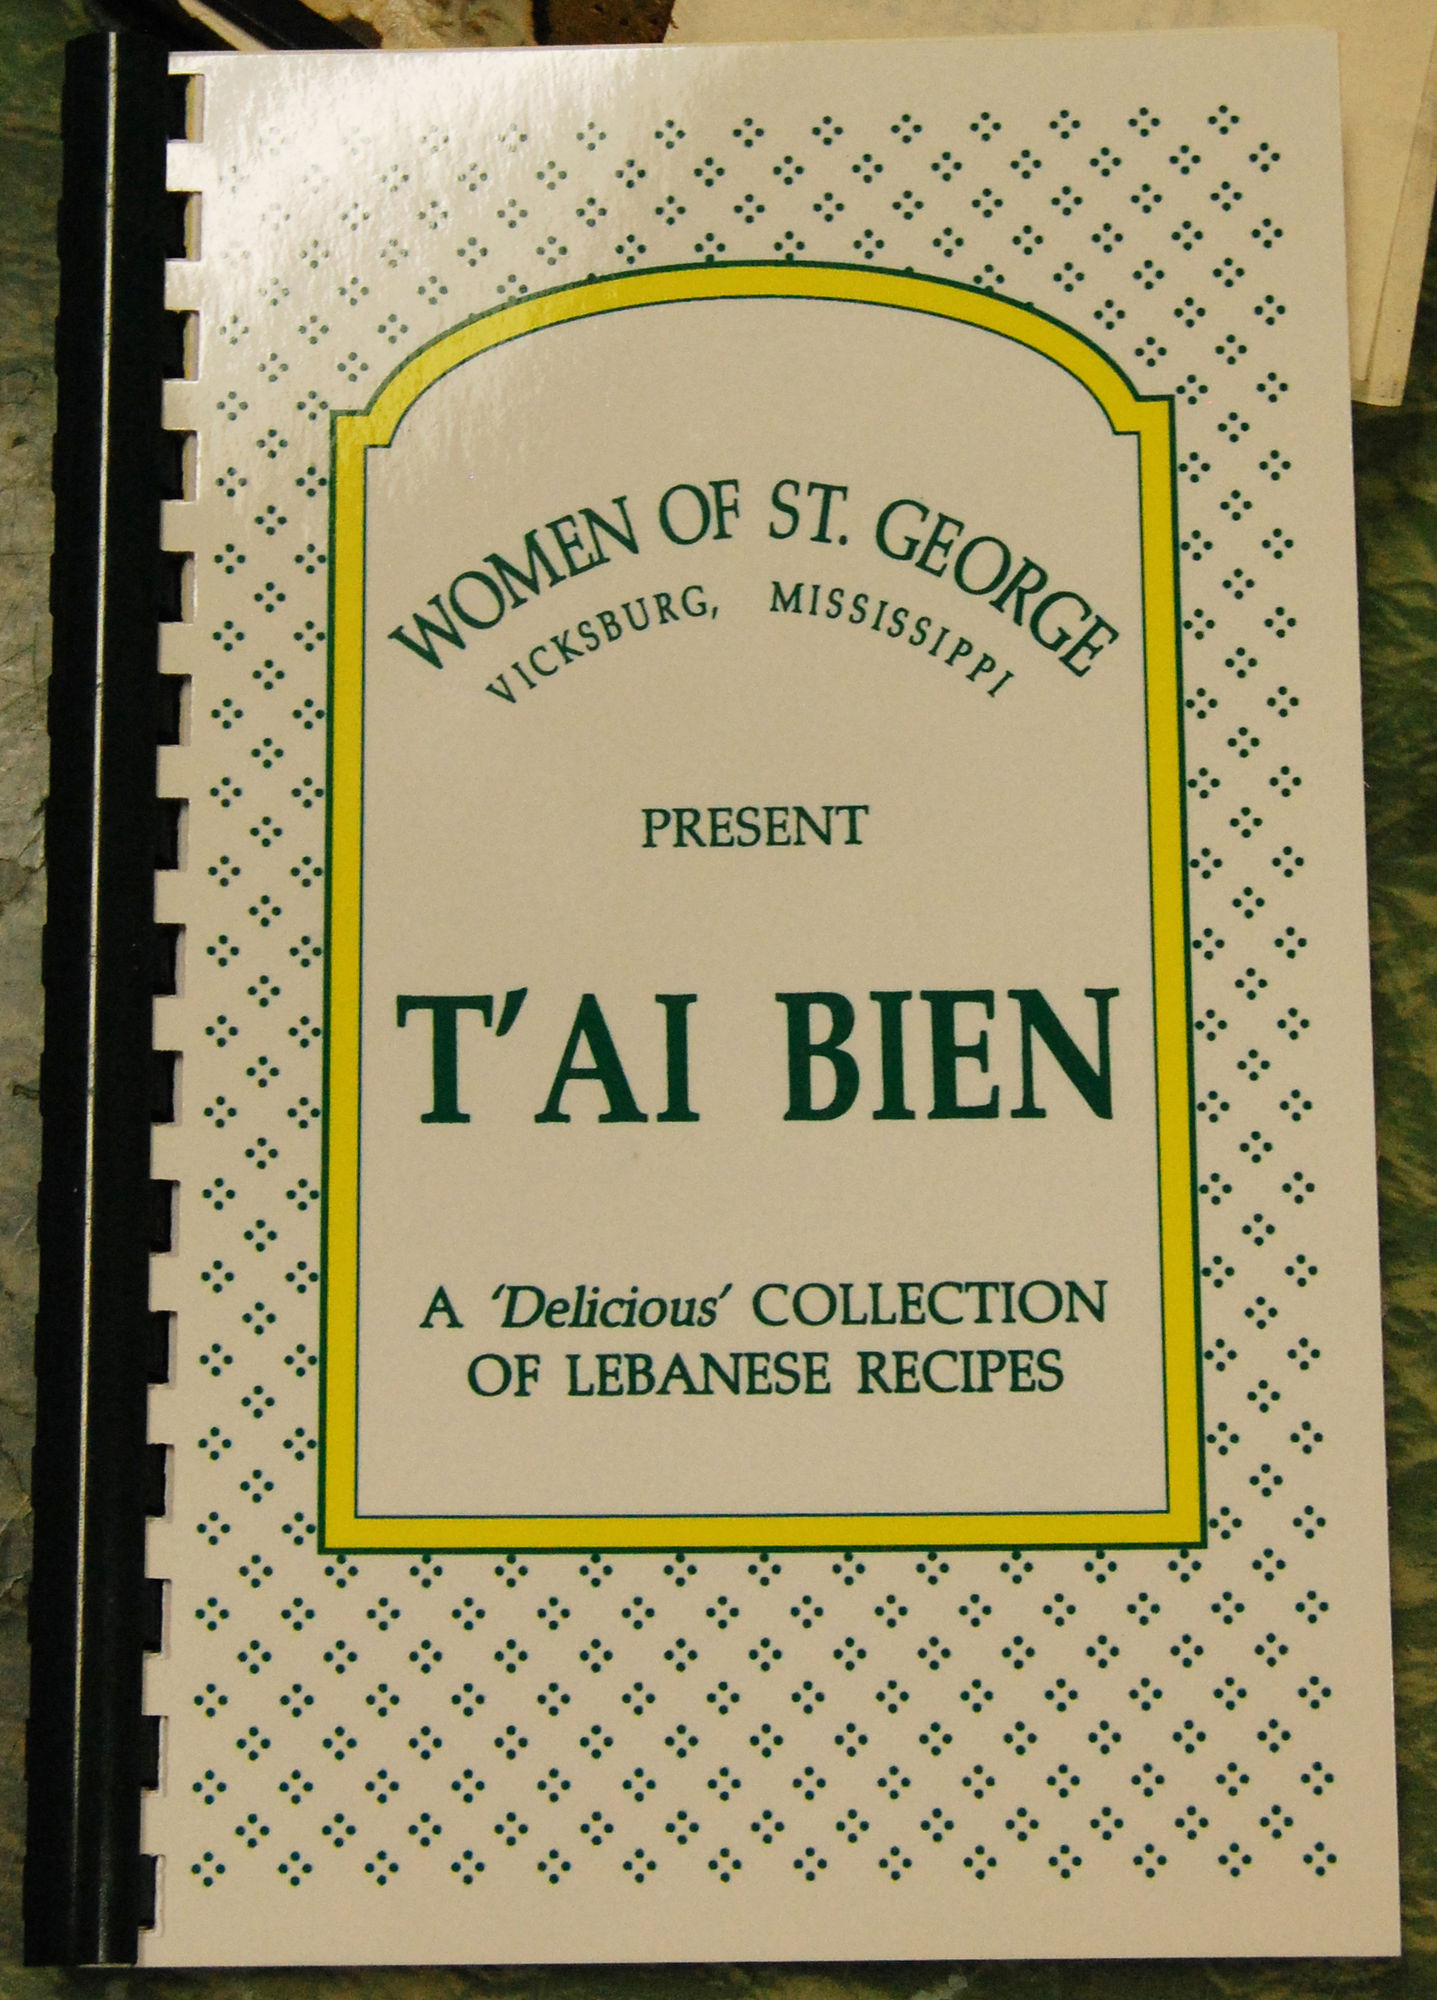 WOMEN OF ST. GEORGE
VICKSBURG, MISSISSIPPI
PRESENT
T'AI BIEN
A 'Delicious' COLLECTION
OF LEBANESE RECIPES